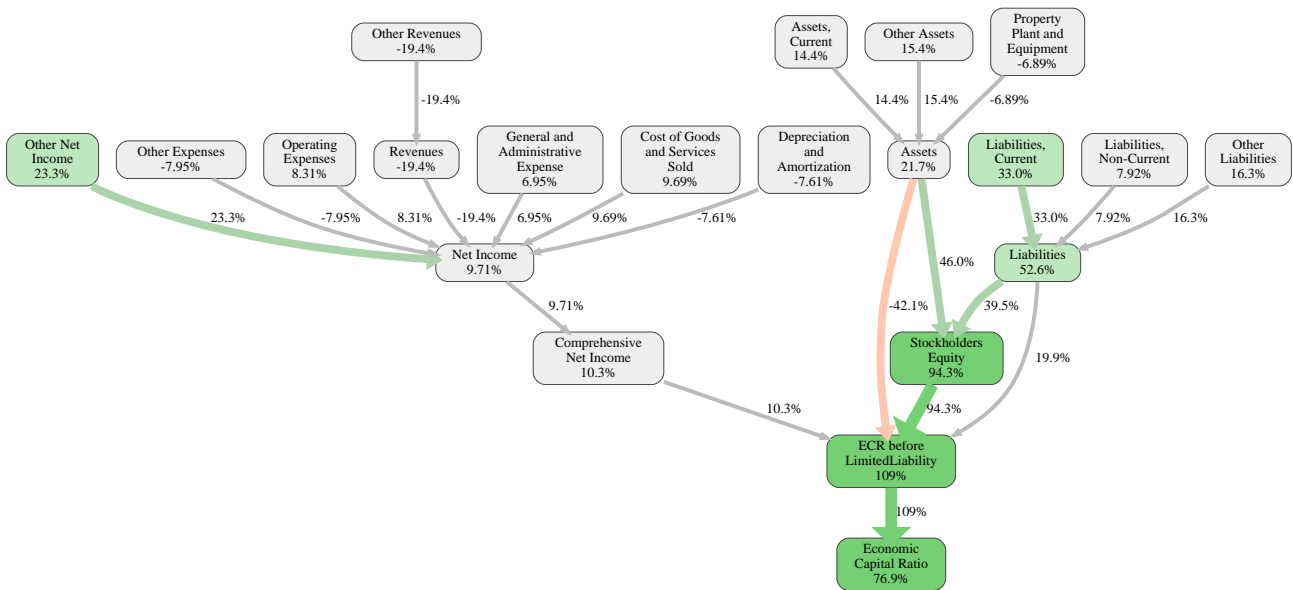 Other Revenues
-19.4%
Assets,
Current
14.4%
Other Assets
15.4%
Property
Plant and
Equipment
-6.89%
-19.4%
14.4%
15.4%
-6.89%
Other Net
Income
23.3%
Other Expenses
-7.95%
Operating
Expenses
8.31%
Revenues
-19.4%
General and
Administrative
Expense
6.95%
Cost of Goods
and Services
Sold
9.69%
Depreciation
and
Amortization
-7.61%
Assets
21.7%
Liabilities,
Current
33.0%
Liabilities,
Non-Current
7.92%
Other
Liabilities
16.3%
23.3%
-7.95%
8.31%
-19.4%
6.95%
9.69%
-7.61%
33.0%
7.92%
16.3%
Net Income
9.71%
46.0%
Liabilities
52.6%
9.71%
-42.1%
39.5%
Comprehensive
Net Income
10.3%
Stockholders
Equity
94.3%
19.9%
10.3%
94.3%
ECR before
LimitedLiability
109%
109%
Economic
Capital Ratio
76.9%